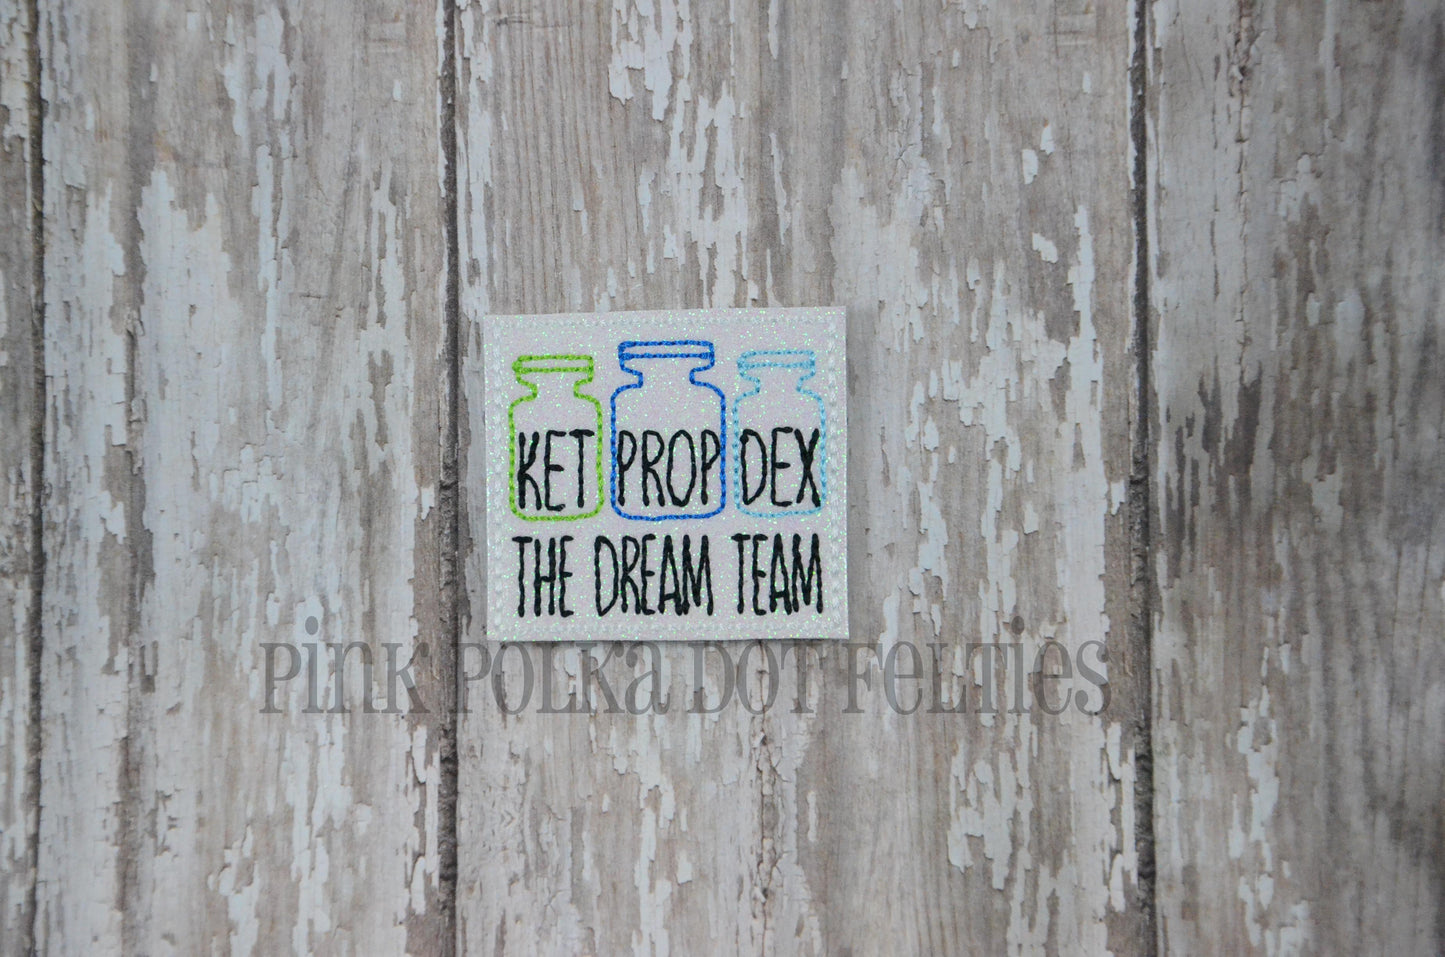 KET PROP DEX
THE DREAM TEAM
Pink Polka Dot Felties